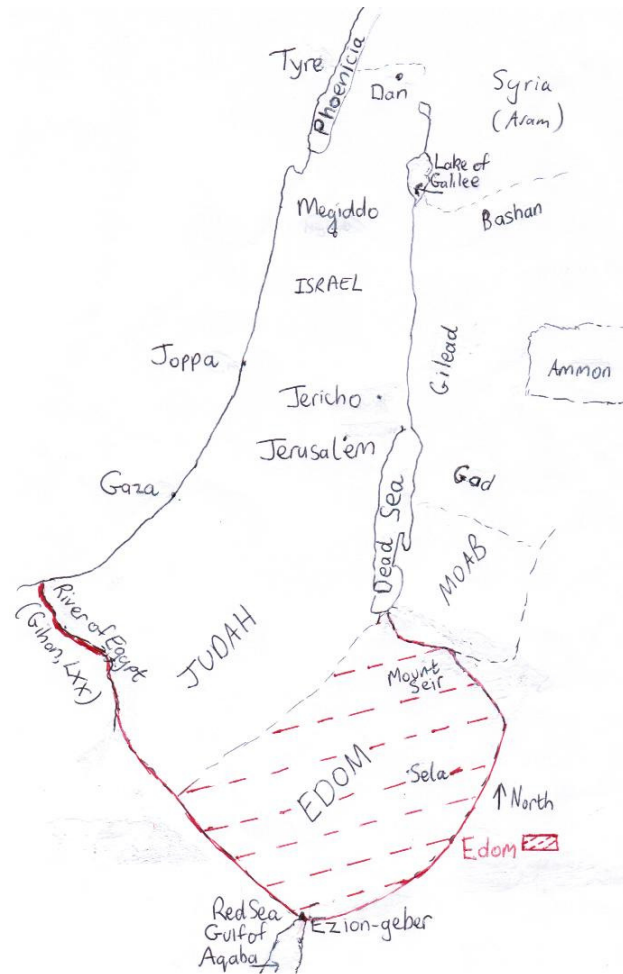 Tyre
Phoenicia
Dan
Syria
(Aram)
Lake of
Galilee
Bashan
Megiddo
ISRAEL
Joppa
Gilead
Ammon
Jericho
Jerusalem
Gaza
Gad
Dead Sea
MOAB
River of Egypt
(Gihon, LXX)
JUDAH
Mount
Seir
EDOM
Sela
North
Edom
Red Sea
Gulf of
Aqaba
Ezion-geber